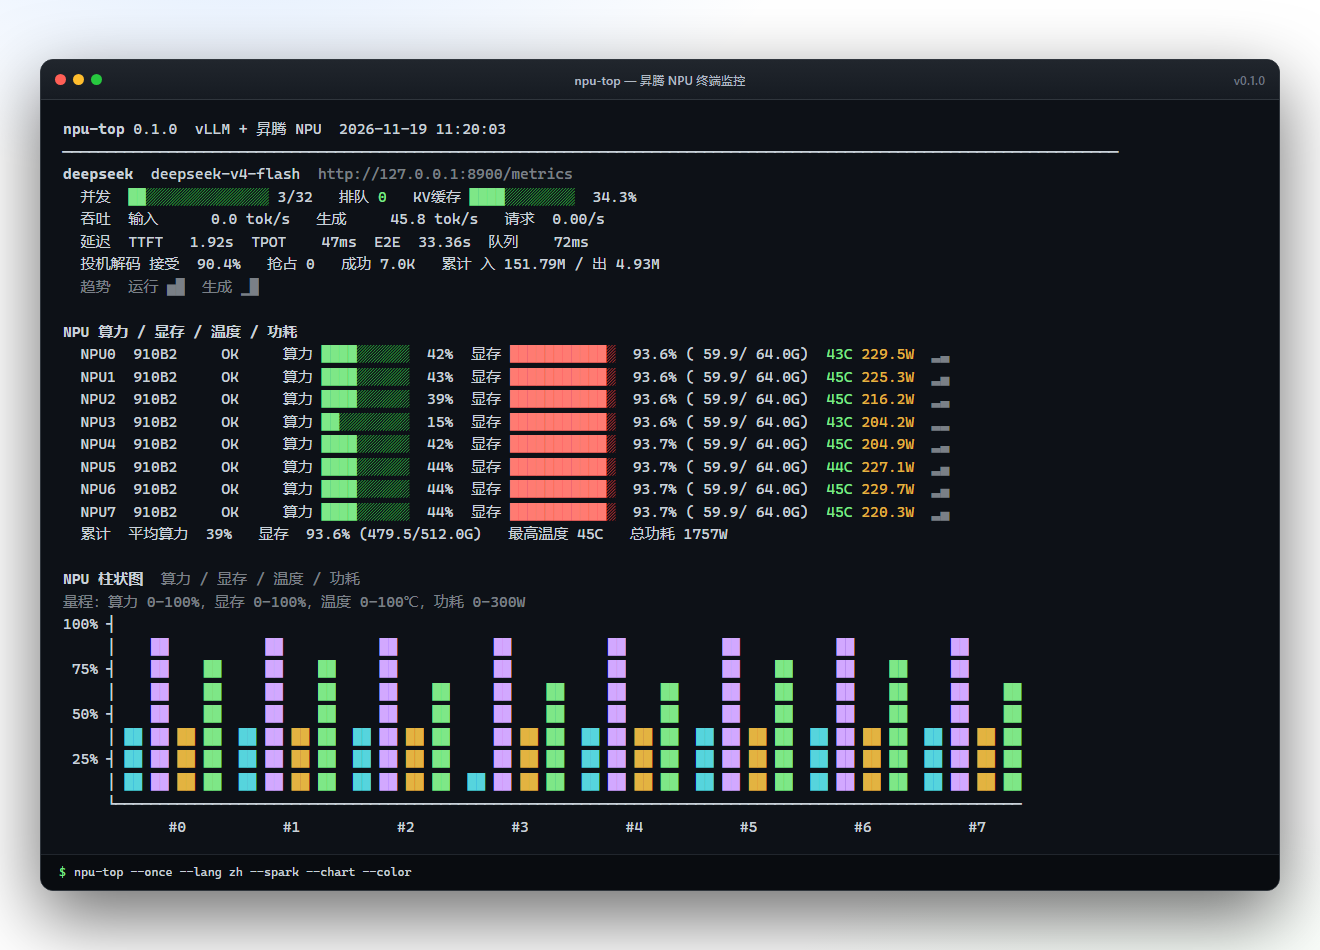 npu-top — 昇腾 NPU 终端监控
v0.1.0
npu-top 0.1.0 vLLM + 昇腾 NPU 2026-11-19 11:20:03
deepseek deepseek-v4-flash http://127.0.0.1:8900/metrics
并发 3/32 排队 0 KV缓存 34.3%
吞吐 输入 0.0 tok/s 生成 45.8 tok/s 请求 0.00/s
延迟 TTFT 1.92s TPOT 47ms E2E 33.36s 队列 72ms
投机解码 接受 90.4% 抢占 0 成功 7.0K 累计 入 151.79M / 出 4.93M
趋势 运行 生成
NPU 算力 / 显存 / 温度 / 功耗
NPU0 910B2 OK 算力 42% 显存 93.6% ( 59.9/ 64.0G) 43C 229.5W
NPU1 910B2 OK 算力 43% 显存 93.6% ( 59.9/ 64.0G) 45C 225.3W
NPU2 910B2 OK 算力 39% 显存 93.6% ( 59.9/ 64.0G) 45C 216.2W
NPU3 910B2 OK 算力 15% 显存 93.6% ( 59.9/ 64.0G) 43C 204.2W
NPU4 910B2 OK 算力 42% 显存 93.7% ( 59.9/ 64.0G) 45C 204.9W
NPU5 910B2 OK 算力 44% 显存 93.7% ( 59.9/ 64.0G) 44C 227.1W
NPU6 910B2 OK 算力 44% 显存 93.7% ( 59.9/ 64.0G) 45C 229.7W
NPU7 910B2 OK 算力 44% 显存 93.7% ( 59.9/ 64.0G) 45C 220.3W
累计 平均算力 39% 显存 93.6% (479.5/512.0G) 最高温度 45C 总功耗 1757W
NPU 柱状图 算力 / 显存 / 温度 / 功耗
量程: 算力 0-100%, 显存 0-100%, 温度 0-100℃, 功耗 0-300W
100%
75%
50%
25%
#0 #1 #2 #3 #4 #5 #6 #7
$ npu-top --once --lang zh --spark --chart --color